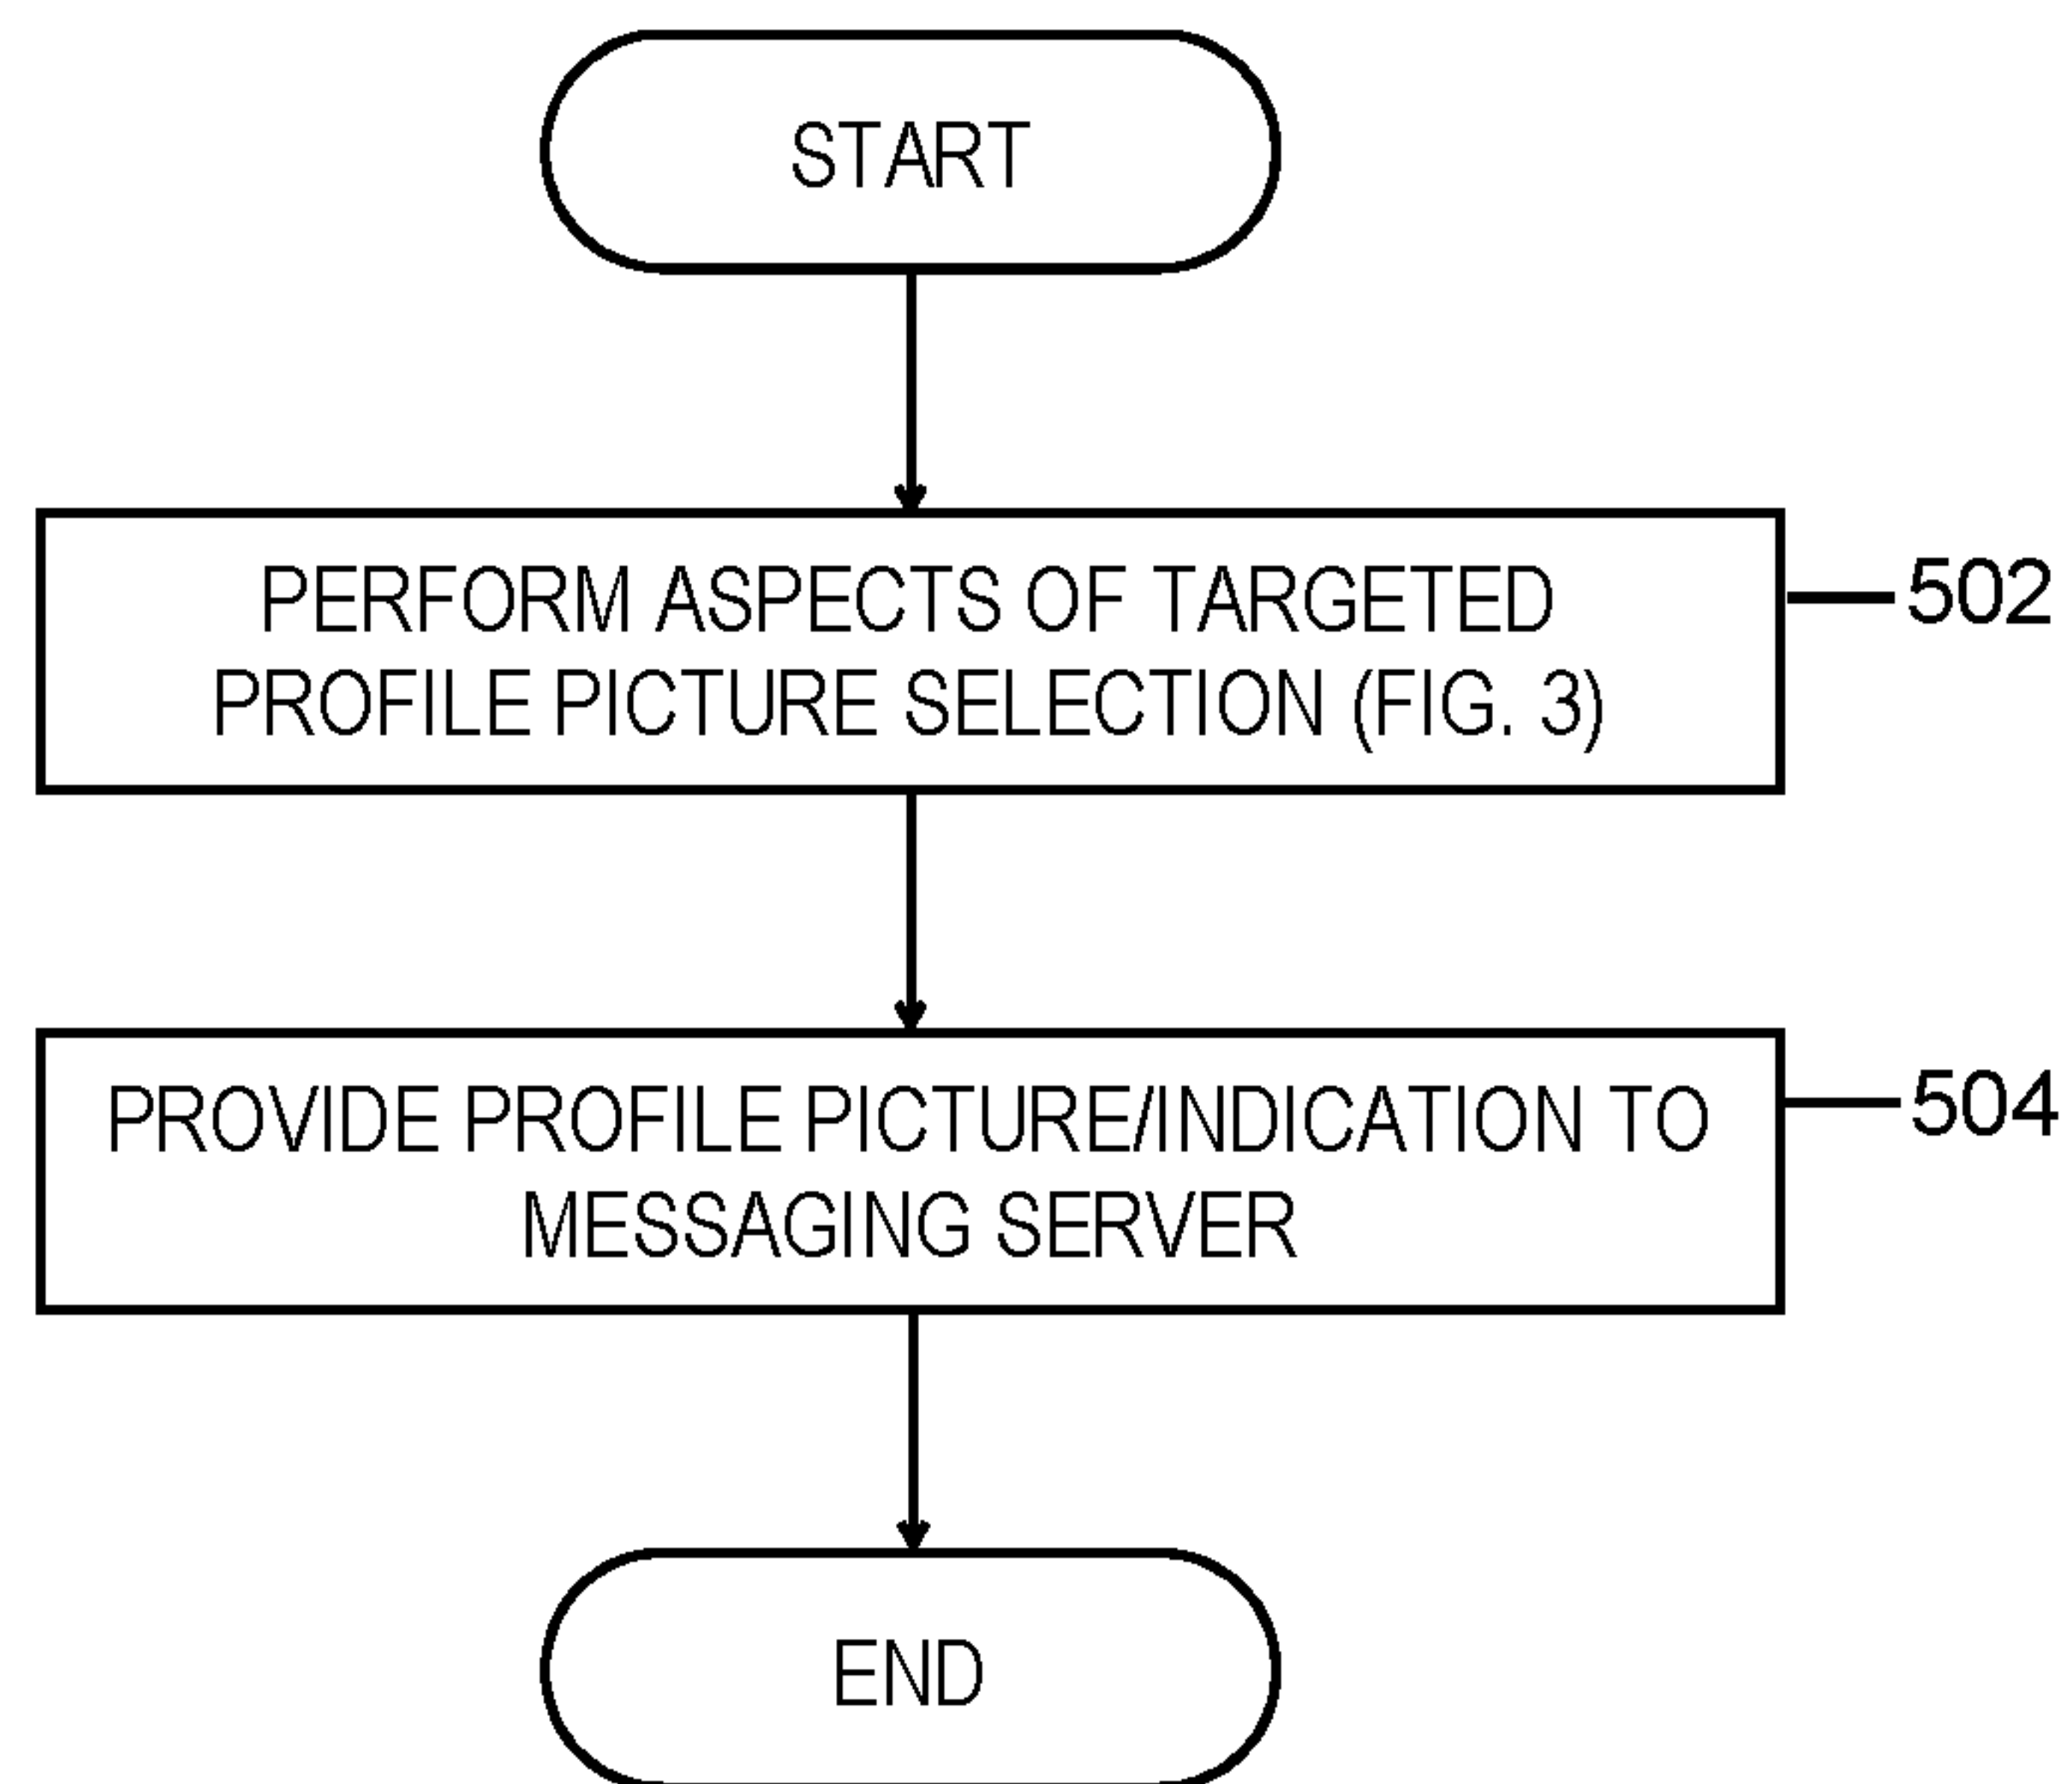 START
PERFORM ASPECTS OF TARGETED
PROFILE PICTURE SELECTION (FIG. 3)
502
PROVIDE PROFILE PICTURE/INDICATION TO
MESSAGING SERVER
504
END